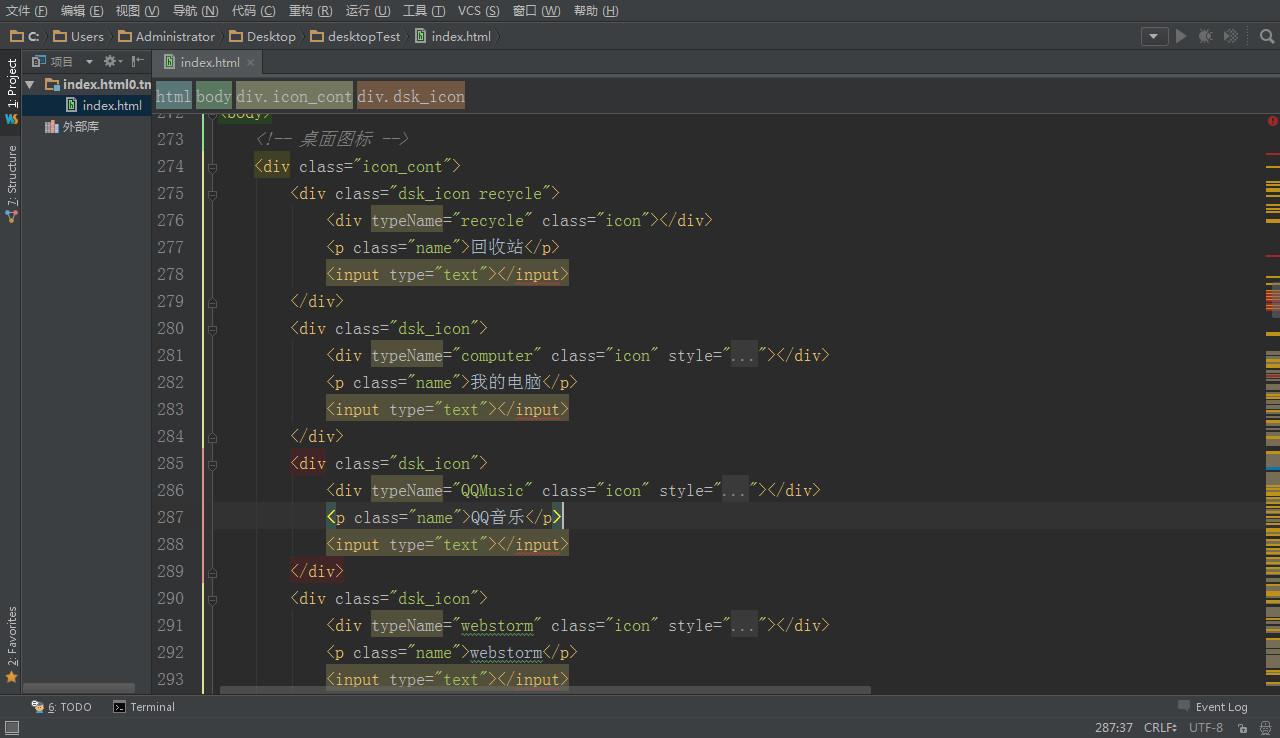 文件 (F) 编辑 (E) 视图 (V) 导航 (N) 代码 (C) 重构 (R) 运行 (U) 工具 (T) VCS (S) 窗口 (W) 帮助 (H)
C: Users Administrator Desktop desktopTest index.html
项目
index.html
1: Project
7: Structure
2: Favorites
index.html0.tm
index.html
外部库
html body div.icon_cont div.dsk_icon
272 <body>
273 <!-- 桌面图标 -->
274 <div class="icon_cont">
275 <div class="dsk_icon recycle">
276 <div typeName="recycle" class="icon"></div>
277 <p class="name">回收站</p>
278 <input type="text"></input>
279 </div>
280 <div class="dsk_icon">
281 <div typeName="computer" class="icon" style="..."></div>
282 <p class="name">我的电脑</p>
283 <input type="text"></input>
284 </div>
285 <div class="dsk_icon">
286 <div typeName="QQMusic" class="icon" style="..."></div>
287 <p class="name">QQ音乐</p>
288 <input type="text"></input>
289 </div>
290 <div class="dsk_icon">
291 <div typeName="webstorm" class="icon" style="..."></div>
292 <p class="name">webstorm</p>
293 <input type="text"></input>
6: TODO Terminal Event Log
287:37 CRLF UTF-8